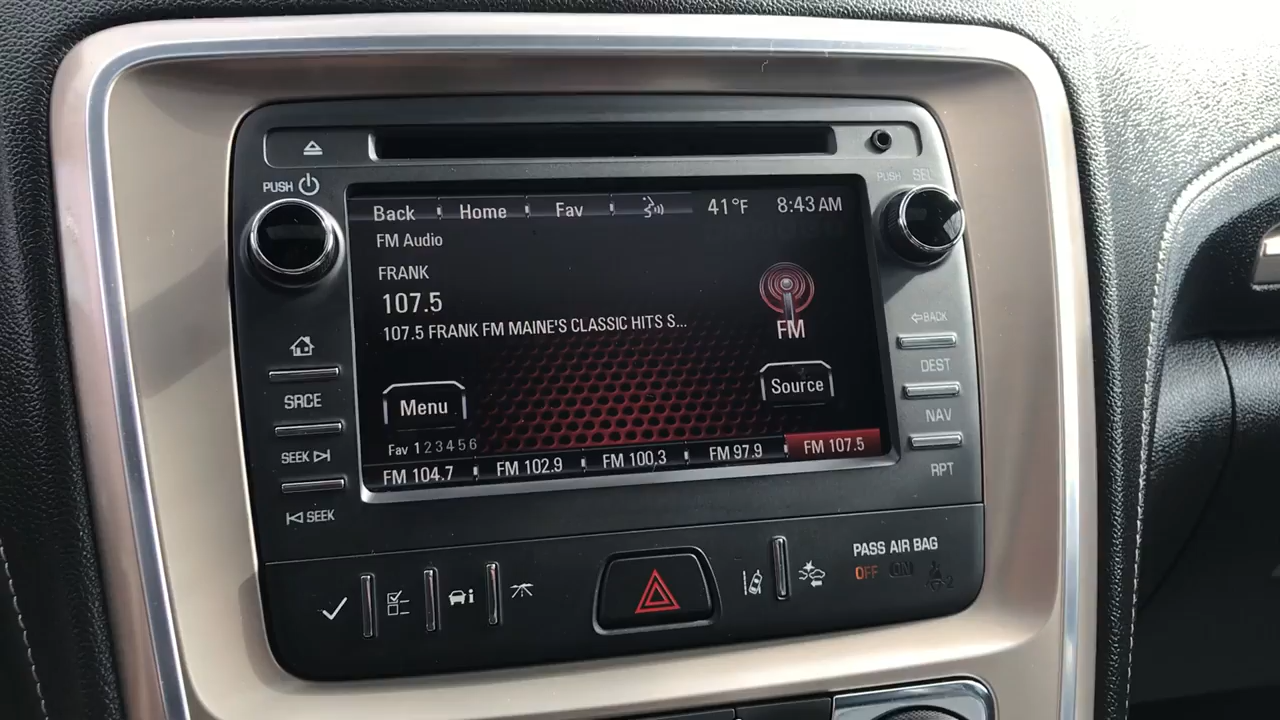 PUSH
PUSH SEL
Back Home Fav 41°F 8:43 AM
FM Audio
FRANK
107.5
107.5 FRANK FM MAINE'S CLASSIC HITS S...
FM
Menu
Source
Fav 1 2 3 4 5 6
FM 104.7 FM 102.9 FM 100.3 FM 97.9 FM 107.5
SRCE
SEEK
SEEK
BACK
DEST
NAV
RPT
PASS AIR BAG
OFF ON